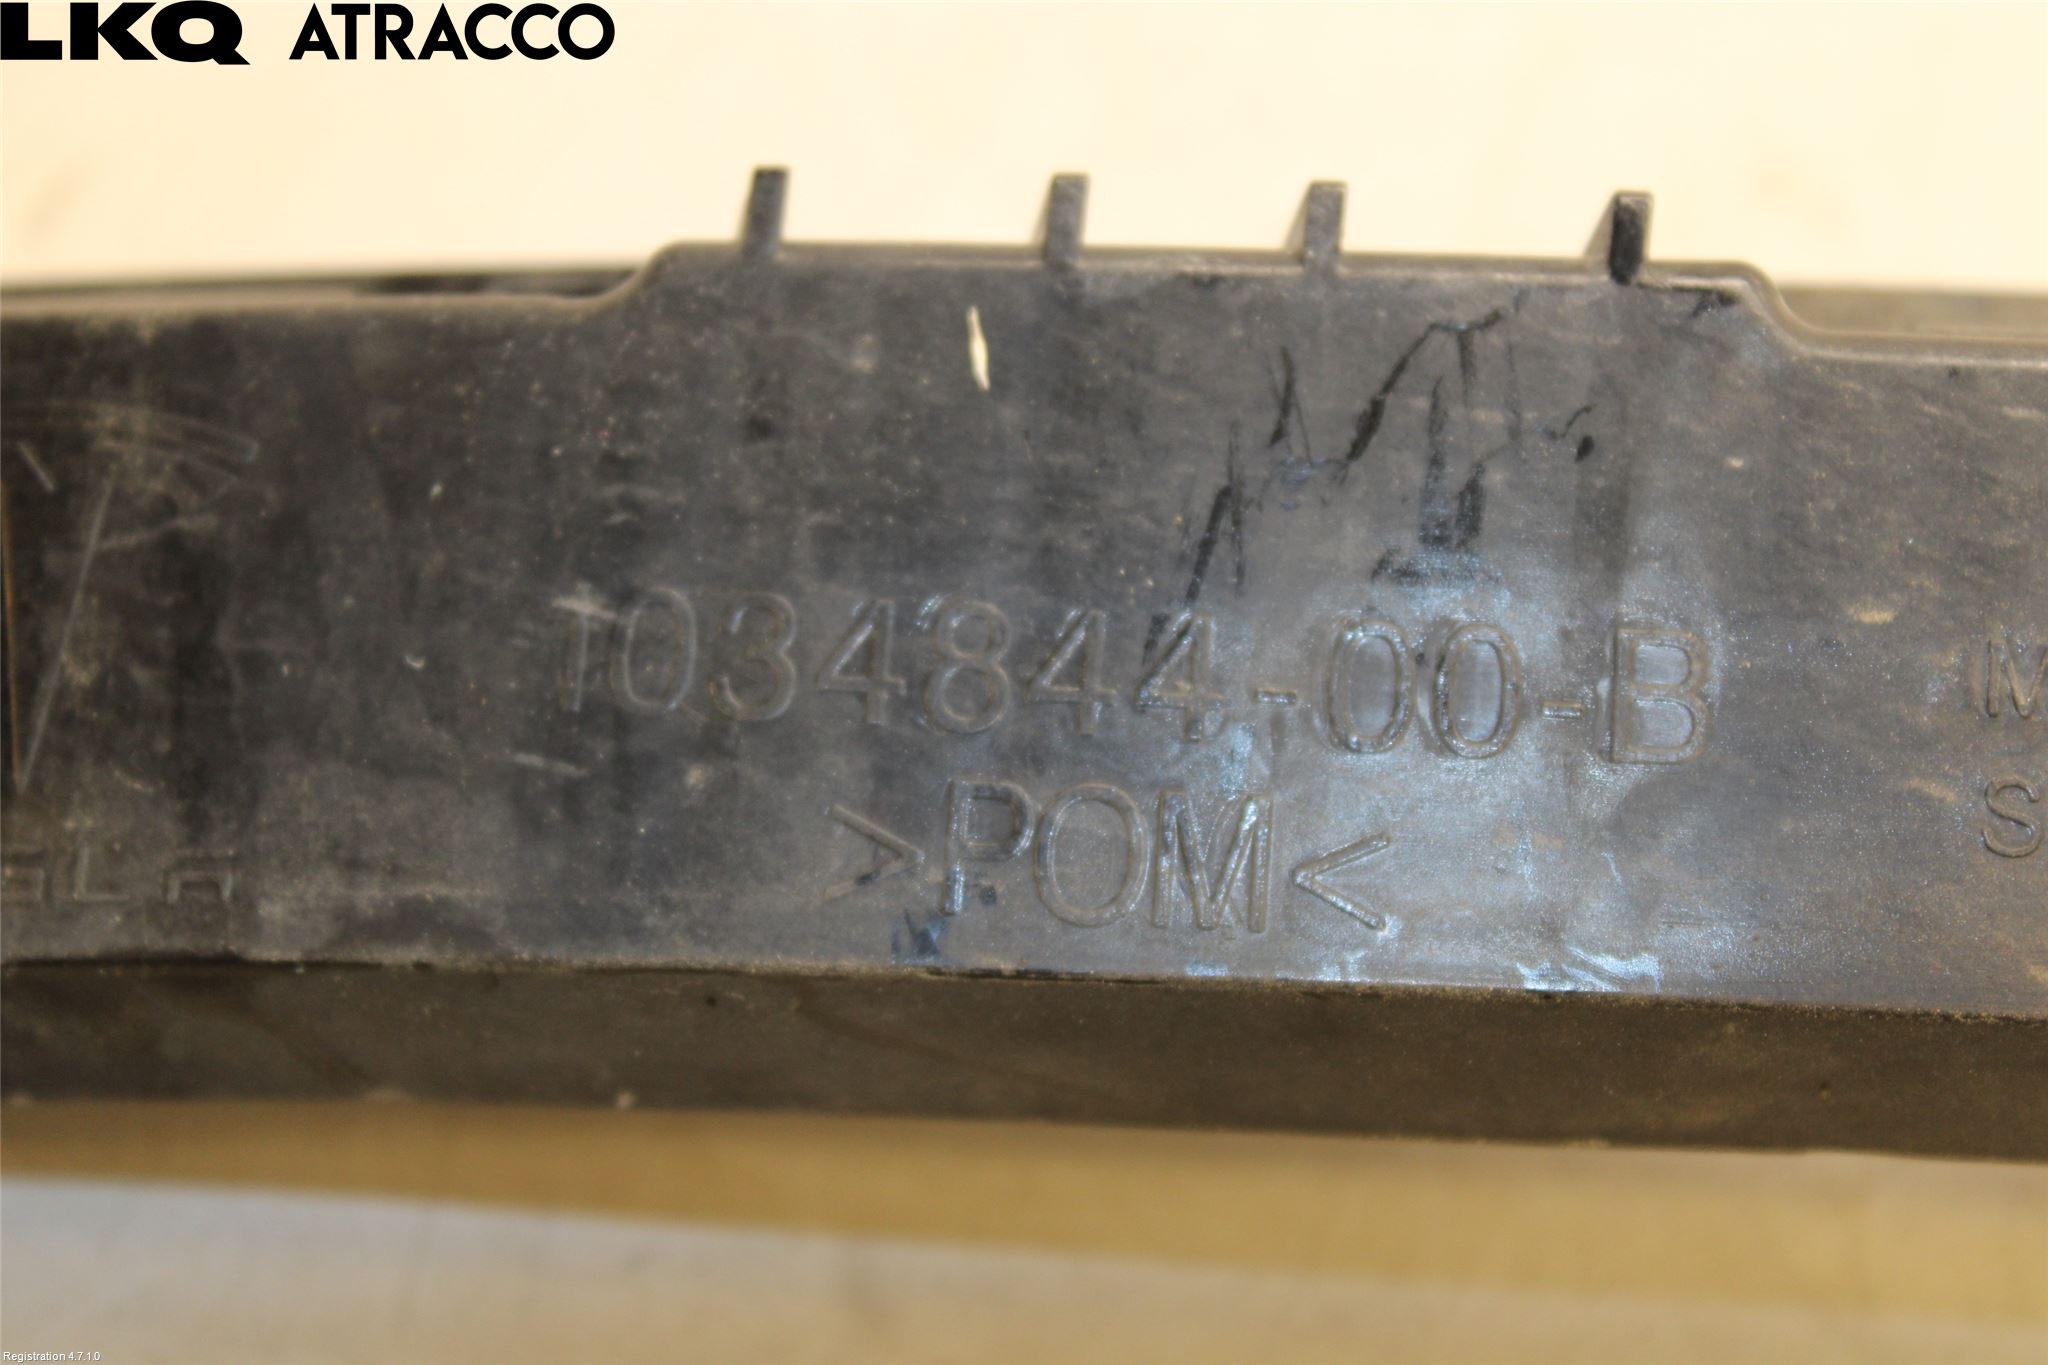 LKQ ATRACCO
1034844-00-B
>POM<
Registration 4.7.1.0